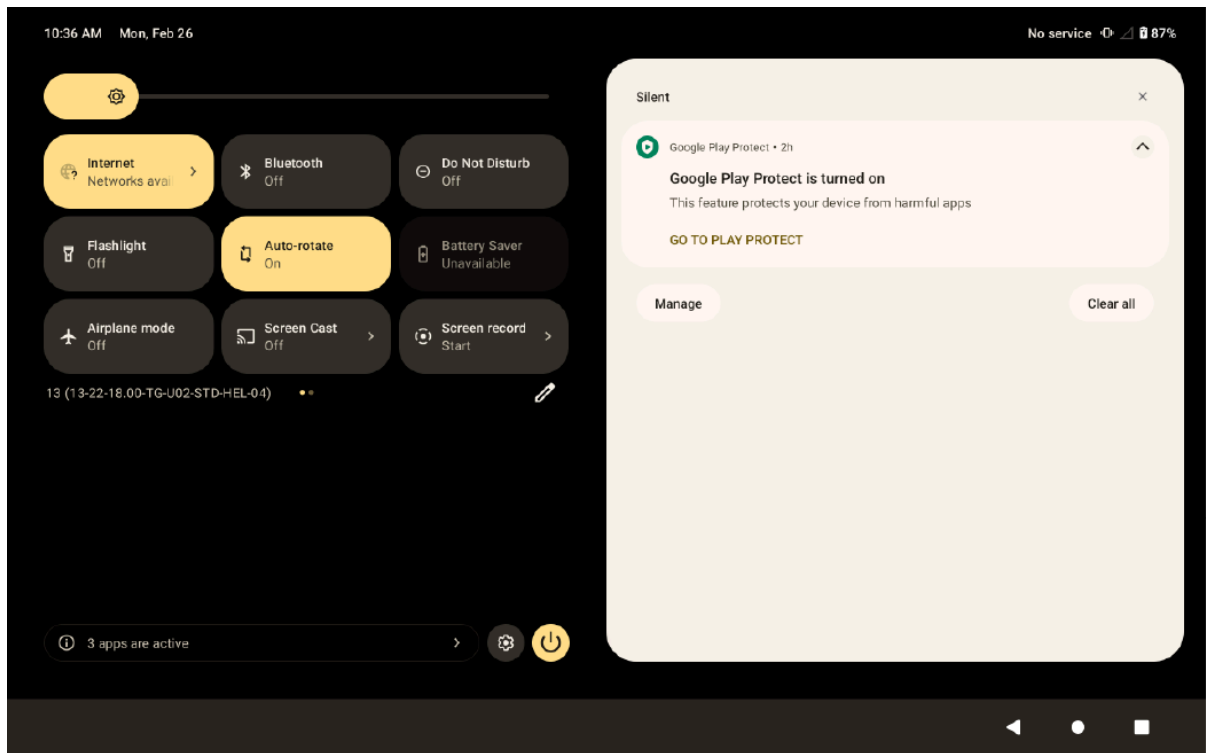 10:36 AM Mon, Feb 26
No service 87%
Internet
Networks avai
Bluetooth
Off
Do Not Disturb
Off
Flashlight
Off
Auto-rotate
On
Battery Saver
Unavailable
Airplane mode
Off
Screen Cast
Off
Screen record
Start
13 (13-22-18.00-TG-U02-STD-HEL-04)
3 apps are active
Silent
Google Play Protect • 2h
Google Play Protect is turned on
This feature protects your device from harmful apps
GO TO PLAY PROTECT
Manage
Clear all